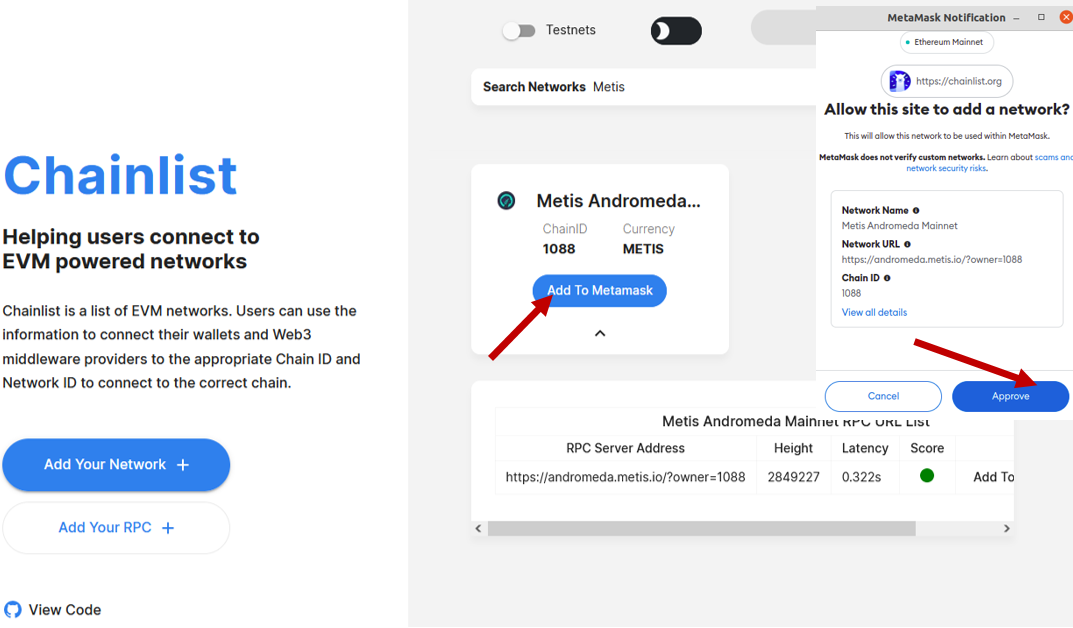 Chainlist
Helping users connect to
EVM powered networks
Chainlist is a list of EVM networks. Users can use the
information to connect their wallets and Web3
middleware providers to the appropriate Chain ID and
Network ID to connect to the correct chain.
Add Your Network +
Add Your RPC +
View Code
Testnets
Search Networks Metis
Metis Andromeda...
ChainID Currency
1088 METIS
Add To Metamask
Metis Andromeda Mainnet RPC URL List
RPC Server Address Height Latency Score
https://andromeda.metis.io/?owner=1088 2849227 0.322s Add To
MetaMask Notification
Ethereum Mainnet
https://chainlist.org
Allow this site to add a network?
This will allow this network to be used within MetaMask.
MetaMask does not verify custom networks. Learn about scams and
network security risks.
Network Name
Metis Andromeda Mainnet
Network URL
https://andromeda.metis.io/?owner=1088
Chain ID
1088
View all details
Cancel Approve